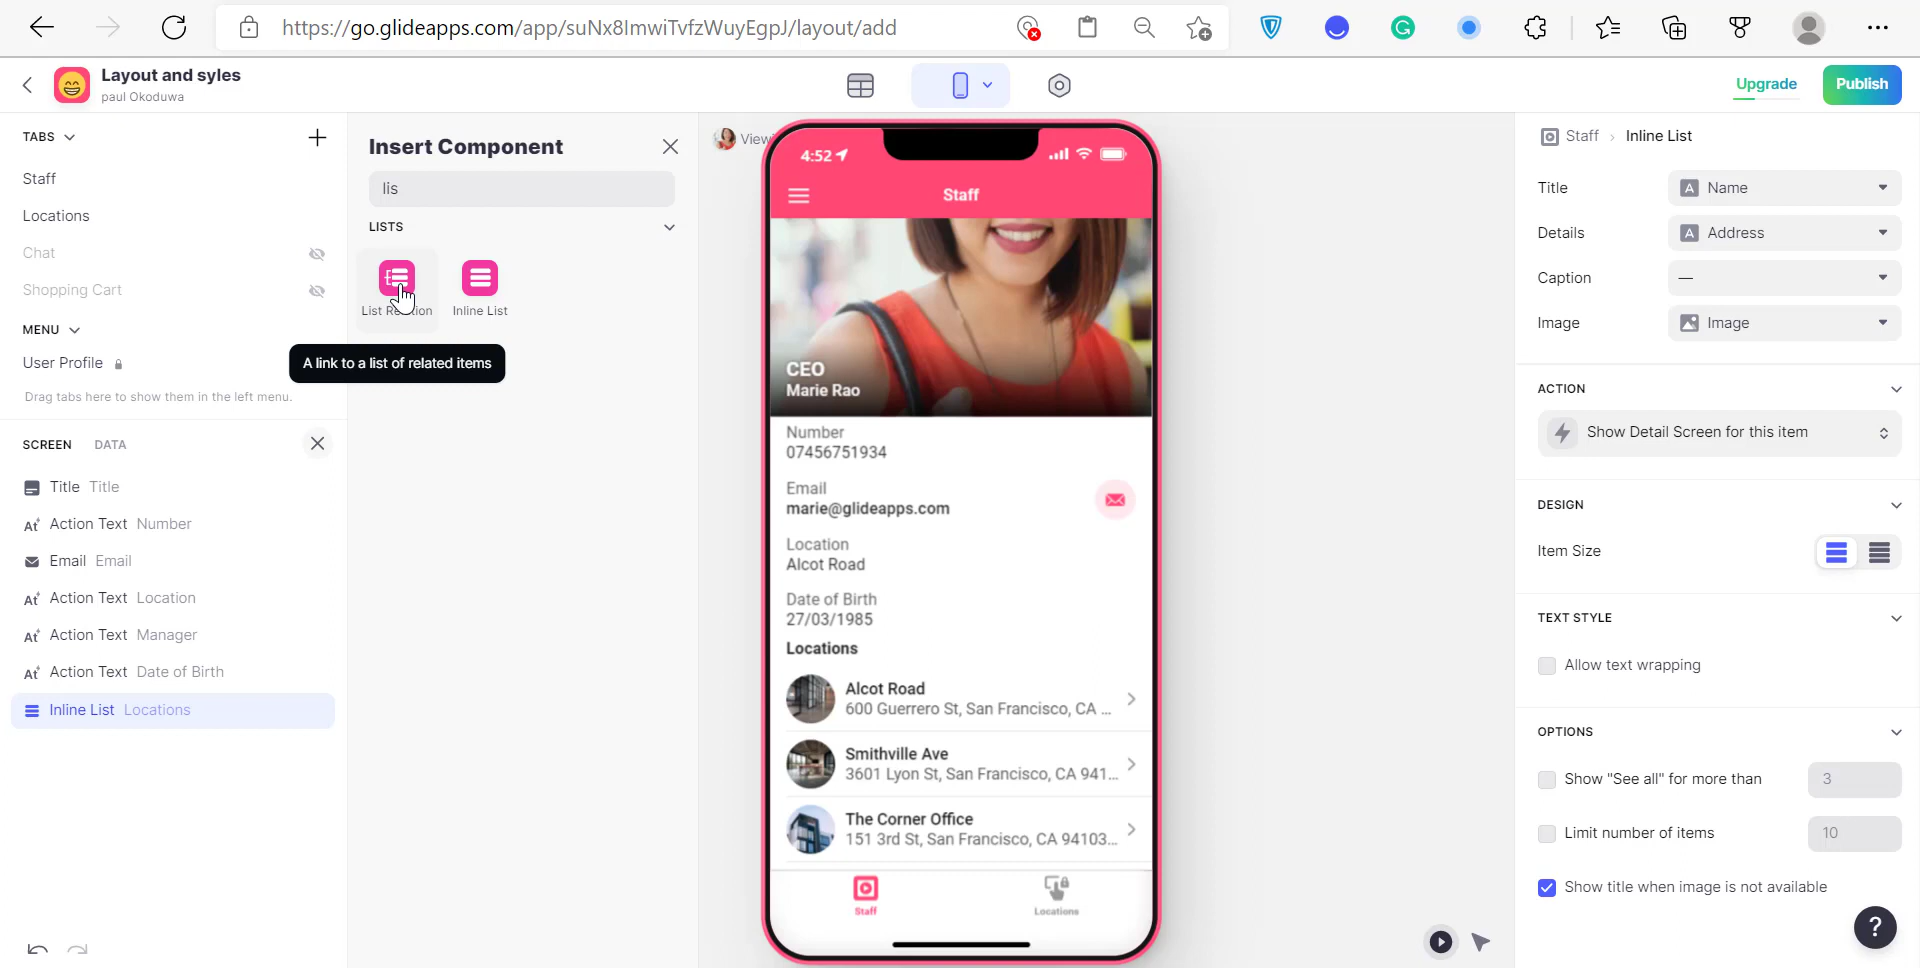 https://go.glideapps.com/app/suNx8lmwiTvfzWuyEgpJ/layout/add
Layout and syles
paul Okoduwa
Upgrade
Publish
TABS
Staff
Locations
Chat
Shopping Cart
MENU
User Profile
Drag tabs here to show them in the left menu.
SCREEN DATA
Title Title
Action Text Number
Email Email
Action Text Location
Action Text Manager
Action Text Date of Birth
Inline List Locations
Insert Component
lis
LISTS
List
Inline List
A link to a list of related items
4:52
Staff
CEO
Marie Rao
Number
07456751934
Email
marie@glideapps.com
Location
Alcot Road
Date of Birth
27/03/1985
Locations
Alcot Road
600 Guerrero St, San Francisco, CA ...
Smithville Ave
3601 Lyon St, San Francisco, CA 941...
The Corner Office
151 3rd St, San Francisco, CA 94103...
Staff
Locations
Staff › Inline List
Title Name
Details Address
Caption —
Image Image
ACTION
Show Detail Screen for this item
DESIGN
Item Size
TEXT STYLE
Allow text wrapping
OPTIONS
Show "See all" for more than 3
Limit number of items 10
Show title when image is not available
?